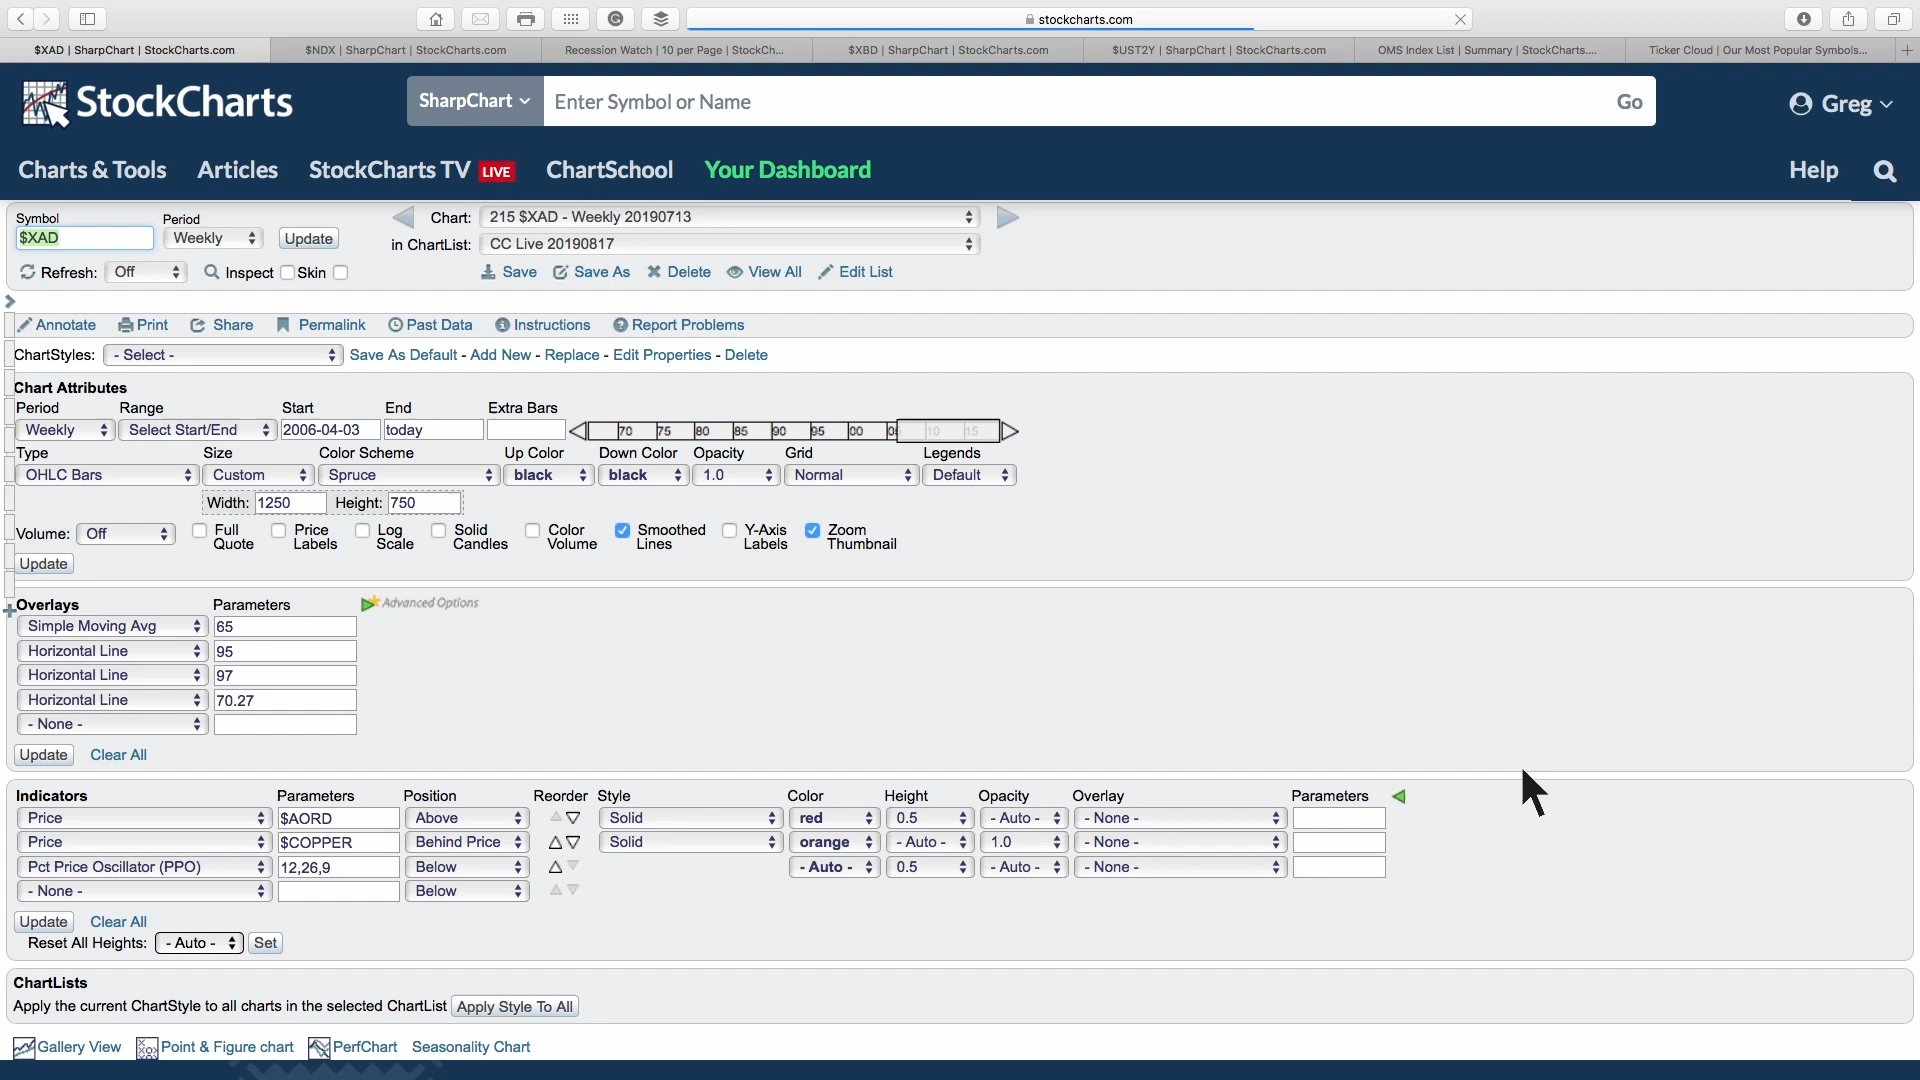 stockcharts.com
$XAD | SharpChart | StockCharts.com
$NDX | SharpChart | StockCharts.com
Recession Watch | 10 per Page | StockCh...
$XBD | SharpChart | StockCharts.com
$UST2Y | SharpChart | StockCharts.com
OMS Index List | Summary | StockCharts....
Ticker Cloud | Our Most Popular Symbols...
StockCharts
SharpChart
Enter Symbol or Name
Go
Greg
Charts & Tools Articles StockCharts TV LIVE ChartSchool Your Dashboard
Help
Symbol Period
$XAD Weekly Update
Chart: 215 $XAD - Weekly 20190713
in ChartList: CC Live 20190817
Refresh: Off Inspect Skin
Save Save As Delete View All Edit List
Annotate Print Share Permalink Past Data Instructions Report Problems
ChartStyles: - Select - Save As Default - Add New - Replace - Edit Properties - Delete
Chart Attributes
Period Range Start End Extra Bars
Weekly Select Start/End 2006-04-03 today
70 75 80 85 90 95 00 05 10 15
Type Size Color Scheme Up Color Down Color Opacity Grid Legends
OHLC Bars Custom Spruce black black 1.0 Normal Default
Width: 1250 Height: 750
Volume: Off Full Quote Price Labels Log Scale Solid Candles Color Volume Smoothed Lines Y-Axis Labels Zoom Thumbnail
Update
Overlays Parameters Advanced Options
Simple Moving Avg 65
Horizontal Line 95
Horizontal Line 97
Horizontal Line 70.27
- None -
Update Clear All
Indicators Parameters Position Reorder Style Color Height Opacity Overlay Parameters
Price $AORD Above Solid red 0.5 - Auto - - None -
Price $COPPER Behind Price Solid orange - Auto - 1.0 - None -
Pct Price Oscillator (PPO) 12,26,9 Below - Auto - 0.5 - Auto - - None -
- None - Below
Update Clear All
Reset All Heights: - Auto - Set
ChartLists
Apply the current ChartStyle to all charts in the selected ChartList Apply Style To All
Gallery View Point & Figure chart PerfChart Seasonality Chart